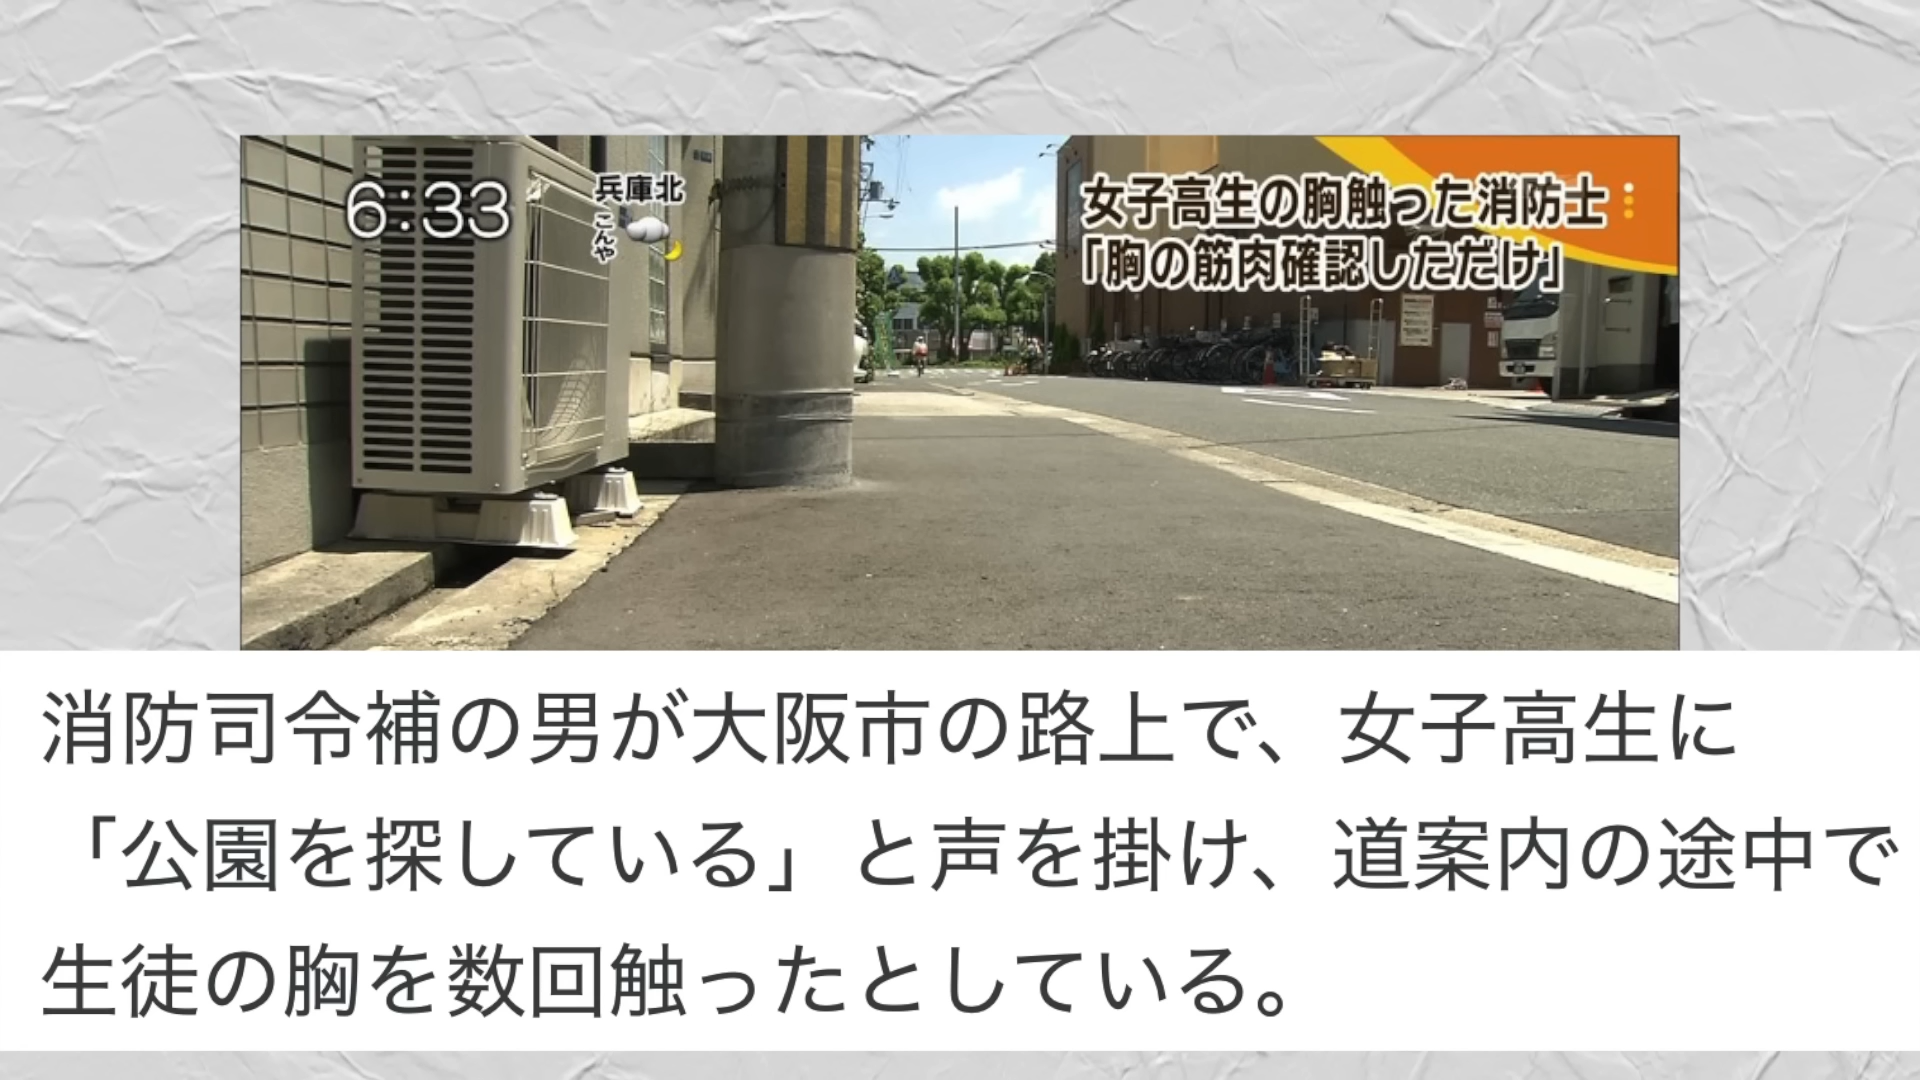 6:33
兵庫北
こんや
女子高生の胸触った消防士
「胸の筋肉確認しただけ」
消防司令補の男が大阪市の路上で、女子高生に
「公園を探している」と声を掛け、道案内の途中で
生徒の胸を数回触ったとしている。